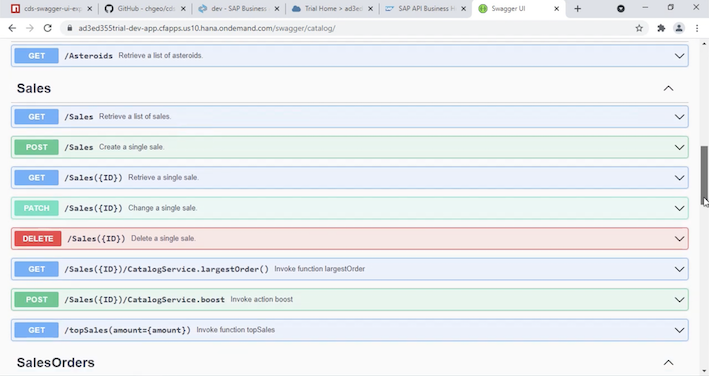 cds-swagger-ui-exp
GitHub - chgeo/cds
dev - SAP Business
Trial Home > ad3ed
SAP API Business H
Swagger UI
ad3ed355trial-dev-app.cfapps.us10.hana.ondemand.com/swagger/catalog/
GET /Asteroids Retrieve a list of asteroids.
Sales
GET /Sales Retrieve a list of sales.
POST /Sales Create a single sale.
GET /Sales({ID}) Retrieve a single sale.
PATCH /Sales({ID}) Change a single sale.
DELETE /Sales({ID}) Delete a single sale.
GET /Sales({ID})/CatalogService.largestOrder() Invoke function largestOrder
POST /Sales({ID})/CatalogService.boost Invoke action boost
GET /topSales(amount={amount}) Invoke function topSales
SalesOrders